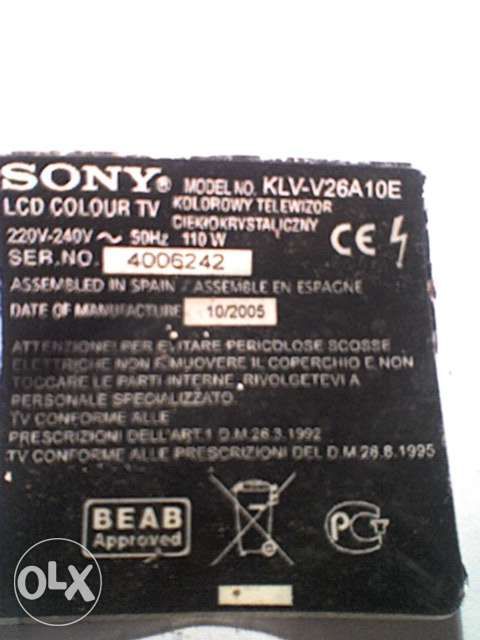 SONY® MODEL NO. KLV-V26A10E
LCD COLOUR TV KOLOROWY TELEWIZOR CIEKŁOKRYSTALICZNY
220V-240V ~ 50Hz 110 W
SER.NO. 4006242
ASSEMBLED IN SPAIN / ASSEMBLE EN ESPAGNE
DATE OF MANUFACTURE 10/2005
ATTENZIONE! PER EVITARE PERICOLOSE SCOSSE
ELETTRICHE NON RIMUOVERE IL COPERCHIO E NON
TOCCARE LE PARTI INTERNE, RIVOLGETEVI A
PERSONALE SPECIALIZZATO.
TV CONFORME ALLE
PRESCRIZIONI DELL'ART.1 D.M.26.3.1992
TV CONFORME ALLE PRESCRIZIONI DEL D.M.28.8.1995
CE
BEAB
Approved
PG
OLX